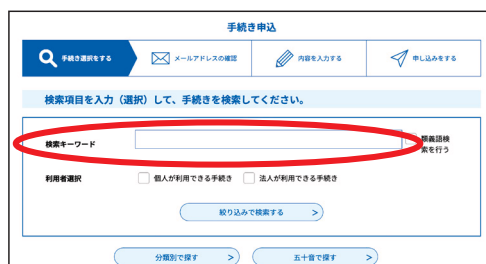 手続き申込
手続き選択をする
メールアドレスの確認
内容を入力する
申し込みをする
検索項目を入力（選択）して、手続きを検索してください。
検索キーワード
類義語検
索を行う
利用者選択
個人が利用できる手続き
法人が利用できる手続き
絞り込みで検索する >
分類別で探す >
五十音で探す >